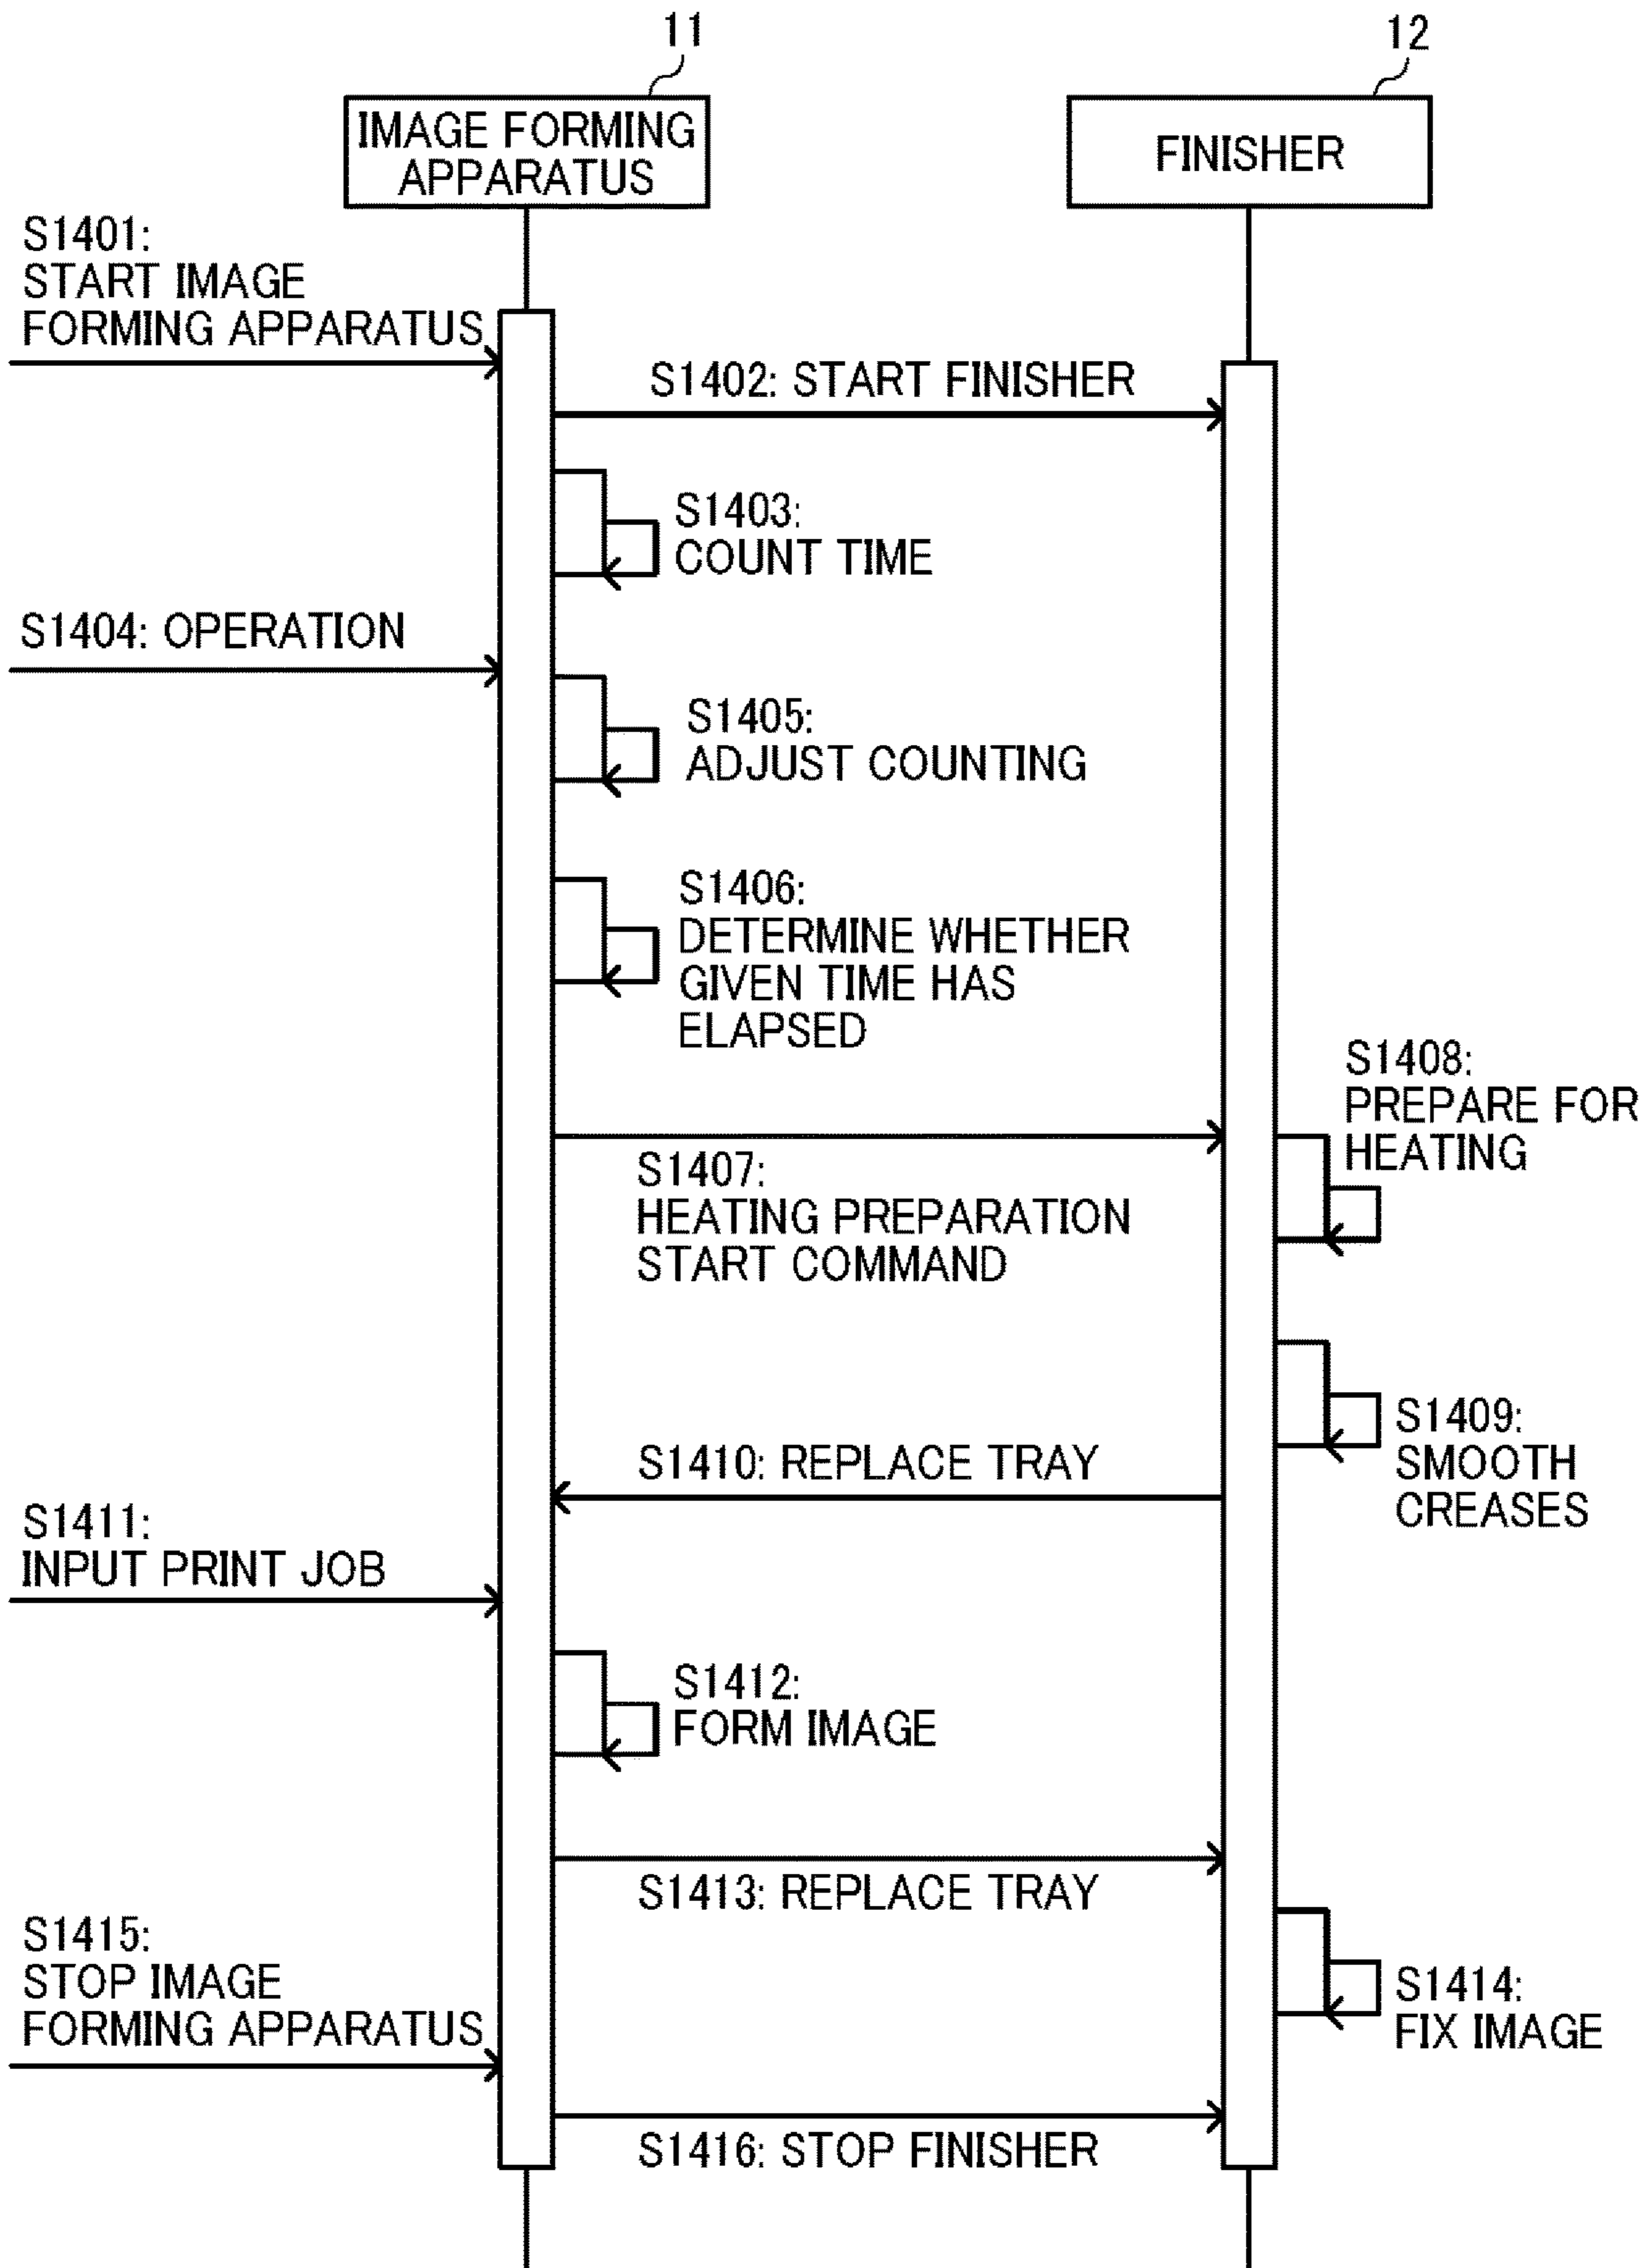 11
12
IMAGE FORMING
APPARATUS
FINISHER
S1401:
START IMAGE
FORMING APPARATUS
S1402: START FINISHER
S1403:
COUNT TIME
S1404: OPERATION
S1405:
ADJUST COUNTING
S1406:
DETERMINE WHETHER
GIVEN TIME HAS
ELAPSED
S1408:
PREPARE FOR
HEATING
S1407:
HEATING PREPARATION
START COMMAND
S1409:
SMOOTH
CREASES
S1410: REPLACE TRAY
S1411:
INPUT PRINT JOB
S1412:
FORM IMAGE
S1413: REPLACE TRAY
S1415:
STOP IMAGE
FORMING APPARATUS
S1414:
FIX IMAGE
S1416: STOP FINISHER